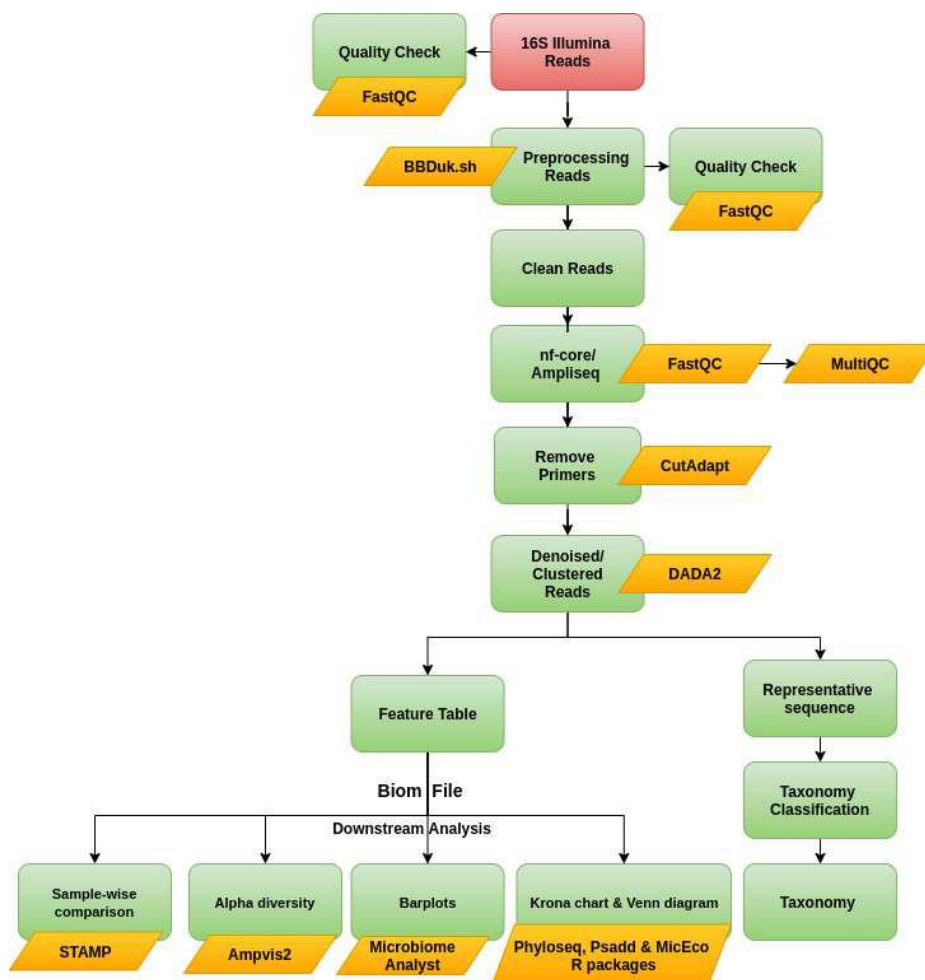 16S Illumina
Reads
Quality Check
FastQC
BBDuk.sh
Preprocessing
Reads
Quality Check
FastQC
Clean Reads
nf-core/
Ampliseq
FastQC
MultiQC
Remove
Primers
CutAdapt
Denoised/
Clustered
Reads
DADA2
Feature Table
Representative
sequence
Biom File
Taxonomy
Classification
Downstream Analysis
Sample-wise
comparison
STAMP
Alpha diversity
Ampvis2
Barplots
Microbiome
Analyst
Krona chart & Venn diagram
Phyloseq, Psadd & MicEco
R packages
Taxonomy